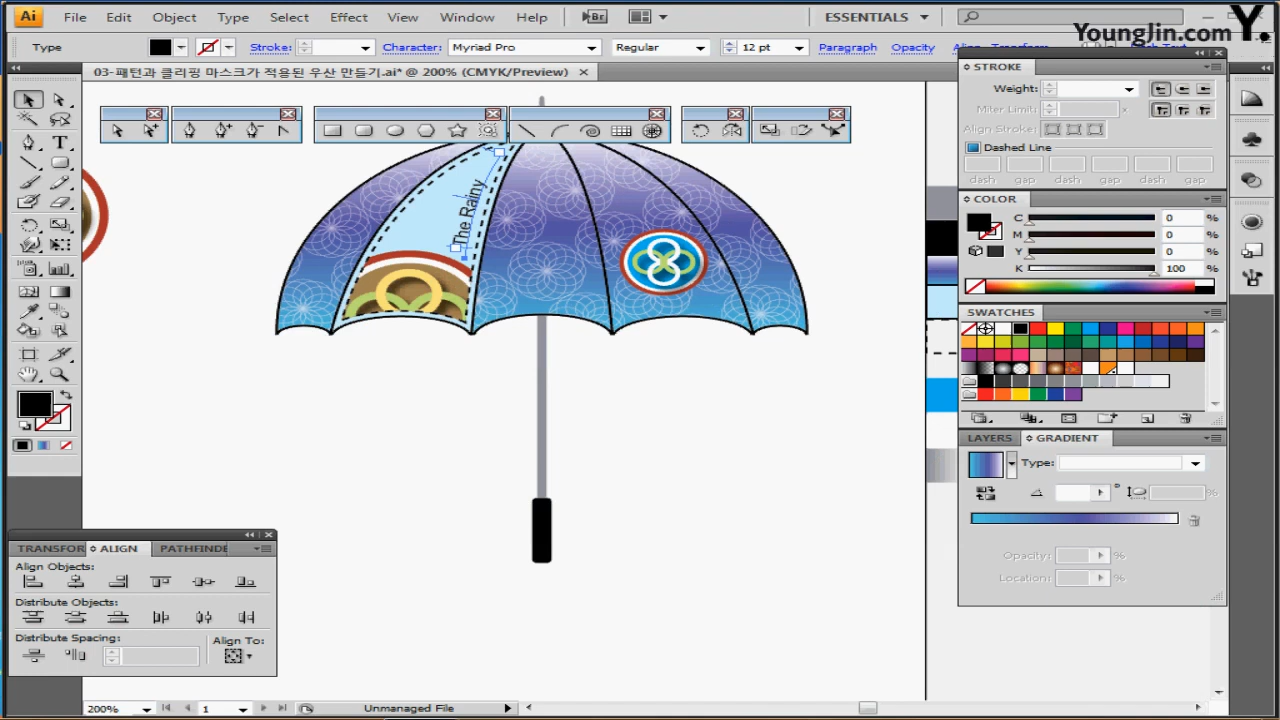 Ai File Edit Object Type Select Effect View Window Help Br ESSENTIALS
YoungJin.com Y.
Type Stroke: Character: Myriad Pro Regular 12 pt Paragraph Opacity
03-패턴과 클리핑 마스크가 적용된 우산 만들기.ai* @ 200% (CMYK/Preview)
STROKE
Weight:
Miter Limit: x
Align Stroke:
Dashed Line
dash gap dash gap dash gap
COLOR
C 0 %
M 0 %
Y 0 %
K 100 %
SWATCHES
LAYERS GRADIENT
Type:
%
Opacity: %
Location: %
The Rainy
8
TRANSFOR ALIGN PATHFINDE
Align Objects:
Distribute Objects:
Distribute Spacing: Align To:
200% 1 Unmanaged File